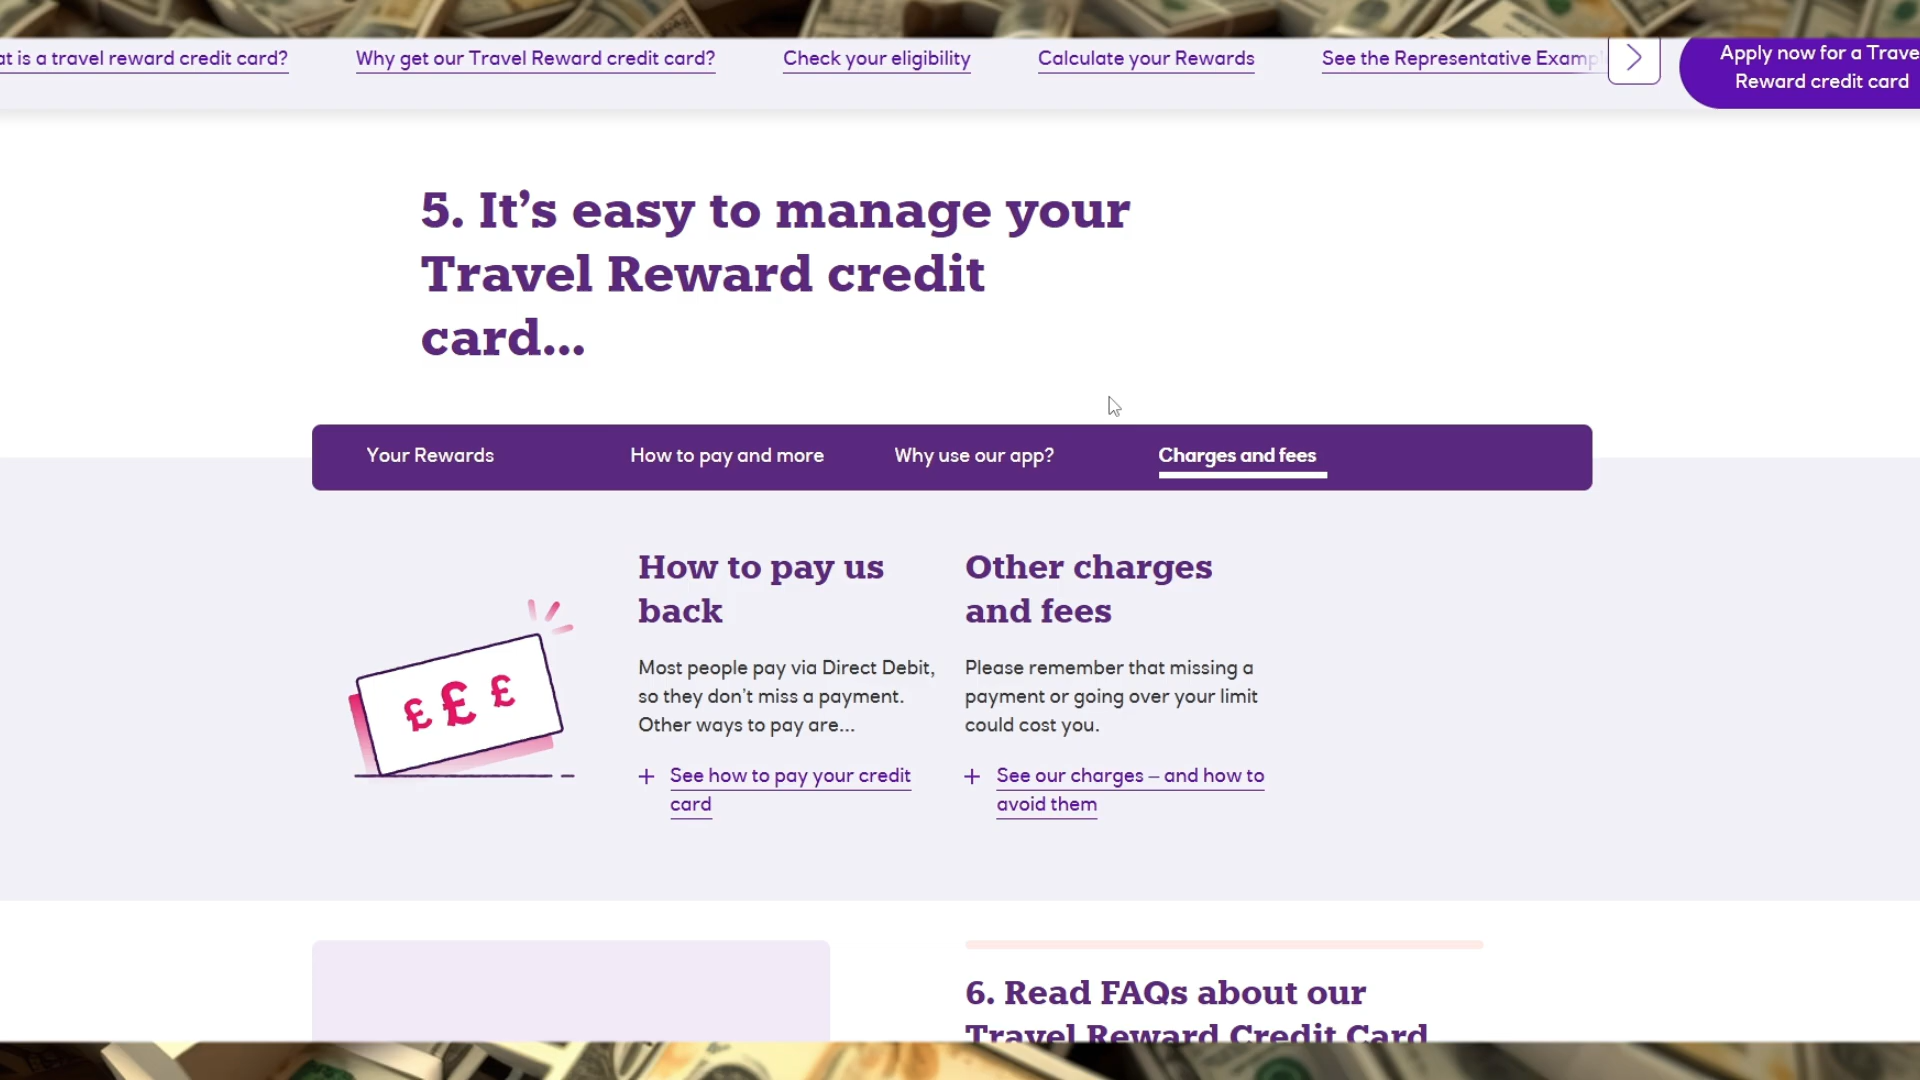 at is a travel reward credit card?
Why get our Travel Reward credit card?
Check your eligibility
Calculate your Rewards
See the Representative Exampl
Apply now for a Trave
Reward credit card
5. It's easy to manage your
Travel Reward credit
card...
Your Rewards
How to pay and more
Why use our app?
Charges and fees
£ £ £
How to pay us
back
Most people pay via Direct Debit,
so they don't miss a payment.
Other ways to pay are...
+ See how to pay your credit
card
Other charges
and fees
Please remember that missing a
payment or going over your limit
could cost you.
+ See our charges – and how to
avoid them
6. Read FAQs about our
Travel Reward Credit Card